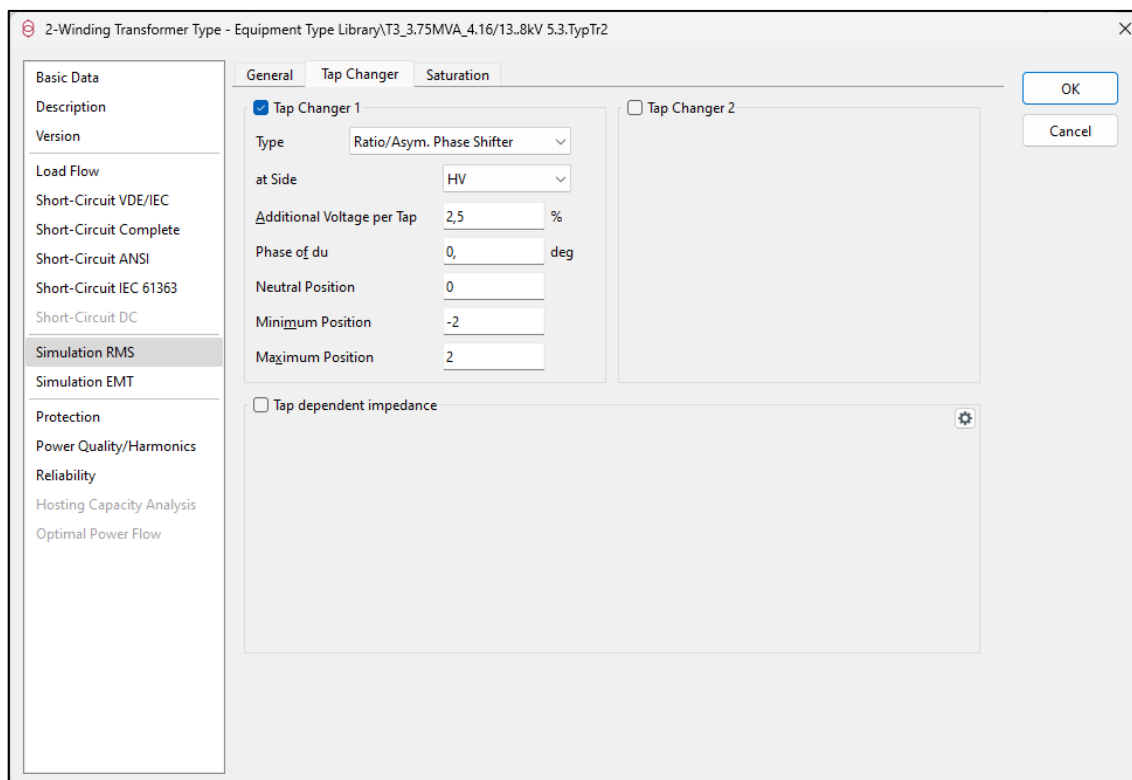 2-Winding Transformer Type - Equipment Type Library\T3_3.75MVA_4.16/13..8kV 5.3.TypTr2
Basic Data
Description
Version
Load Flow
Short-Circuit VDE/IEC
Short-Circuit Complete
Short-Circuit ANSI
Short-Circuit IEC 61363
Short-Circuit DC
Simulation RMS
Simulation EMT
Protection
Power Quality/Harmonics
Reliability
Hosting Capacity Analysis
Optimal Power Flow
General Tap Changer Saturation
Tap Changer 1
Type Ratio/Asym. Phase Shifter
at Side HV
Additional Voltage per Tap 2,5 %
Phase of du 0, deg
Neutral Position 0
Minimum Position -2
Maximum Position 2
Tap Changer 2
Tap dependent impedance
OK
Cancel